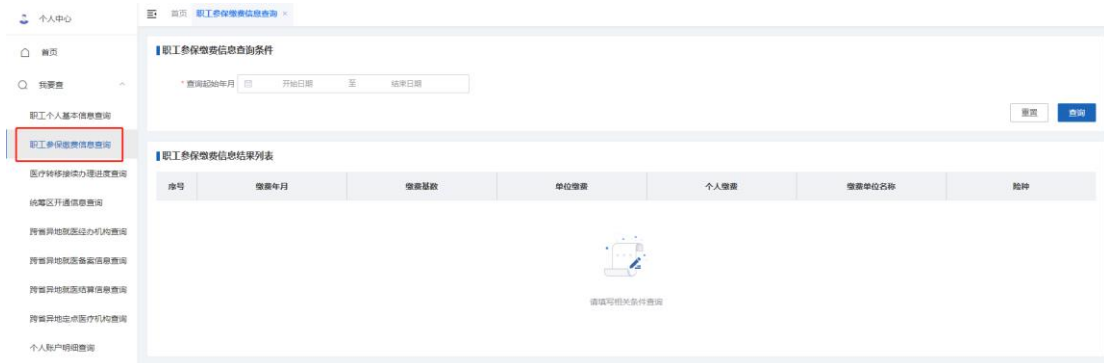 个人中心
首页 职工参保缴费信息查询 ×
首页
我要查
职工个人基本信息查询
职工参保缴费信息查询
医疗转移接续办理进度查询
统筹区开通信息查询
跨省异地就医经办机构查询
跨省异地就医备案信息查询
跨省异地就医结算信息查询
跨省异地定点医疗机构查询
个人账户明细查询
职工参保缴费信息查询条件
* 查询起始年月 开始日期 至 结束日期
重置 查询
职工参保缴费信息结果列表
序号 缴费年月 缴费基数 单位缴费 个人缴费 缴费单位名称 险种
请填写相关条件查询